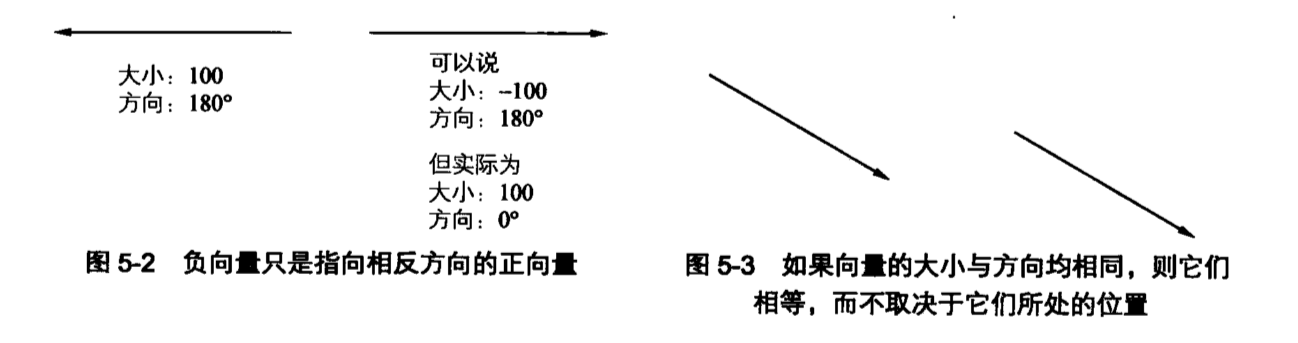 大小：100
方向：180°
可以说
大小：–100
方向：180°
但实际为
大小：100
方向：0°
图 5-2　负向量只是指向相反方向的正向量
图 5-3　如果向量的大小与方向均相同，则它们
相等，而不取决于它们所处的位置